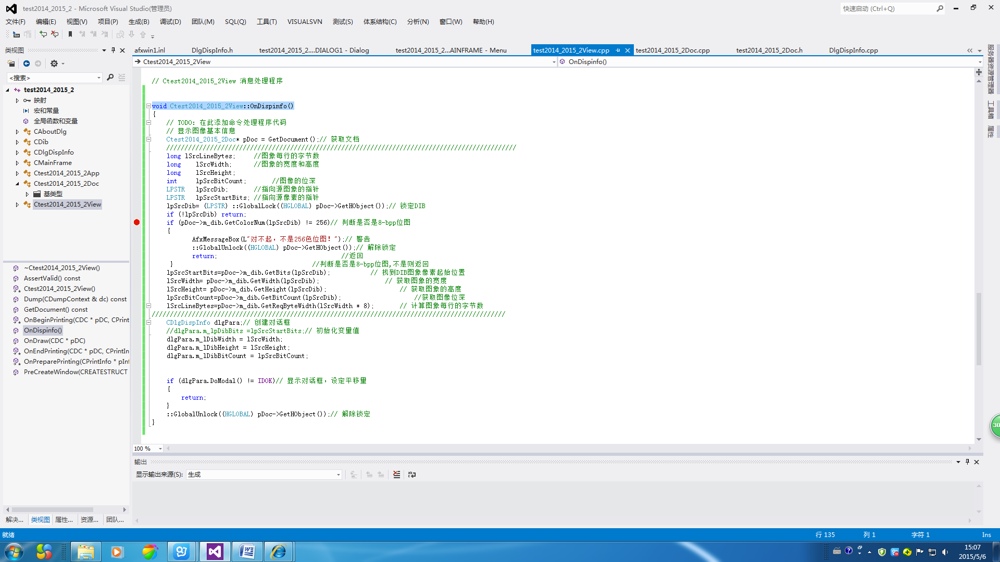 test2014_2015_2 - Microsoft Visual Studio(管理员)
快速启动 (Ctrl+Q)
文件(F) 编辑(E) 视图(V) 项目(P) 生成(B) 调试(D) 团队(M) SQL(Q) 工具(T) VISUALSVN 测试(S) 体系结构(C) 分析(N) 窗口(W) 帮助(H)
类视图
afxwin1.inl DlgDispInfo.h test2014_2015_2....DIALOG1 - Dialog test2014_2015_2...AINFRAME - Menu test2014_2015_2View.cpp test2014_2015_2Doc.cpp test2014_2015_2Doc.h DlgDispInfo.cpp
Ctest2014_2015_2View OnDispinfo()
<搜索>
test2014_2015_2
映射
宏和常量
全局函数和变量
CAboutDlg
CDib
CDlgDispInfo
CMainFrame
Ctest2014_2015_2App
Ctest2014_2015_2Doc
基类型
Ctest2014_2015_2View
~Ctest2014_2015_2View()
AssertValid() const
Ctest2014_2015_2View()
Dump(CDumpContext & dc) const
GetDocument() const
OnBeginPrinting(CDC * pDC, CPrint
OnDispinfo()
OnDraw(CDC * pDC)
OnEndPrinting(CDC * pDC, CPrintIn
OnPreparePrinting(CPrintInfo * pInf
PreCreateWindow(CREATESTRUCT
解决... 类视图 属性... 资源... 团队...
// Ctest2014_2015_2View 消息处理程序
void Ctest2014_2015_2View::OnDispinfo()
{
// TODO: 在此添加命令处理程序代码
// 显示图像基本信息
Ctest2014_2015_2Doc* pDoc = GetDocument();// 获取文档
/////////////////////////////////////////////////////////////////////////////////////////////////
long lSrcLineBytes; //图象每行的字节数
long lSrcWidth; //图象的宽度和高度
long lSrcHeight;
int lpSrcBitCount; //图像的位深
LPSTR lpSrcDib; //指向源图象的指针
LPSTR lpSrcStartBits; //指向源像素的指针
lpSrcDib= (LPSTR) ::GlobalLock((HGLOBAL) pDoc->GetHObject());// 锁定DIB
if (!lpSrcDib) return;
if (pDoc->m_dib.GetColorNum(lpSrcDib) != 256)// 判断是否是8-bpp位图
{
AfxMessageBox(L"对不起，不是256色位图！");// 警告
::GlobalUnlock((HGLOBAL) pDoc->GetHObject());// 解除锁定
return; //返回
} //判断是否是8-bpp位图,不是则返回
lpSrcStartBits=pDoc->m_dib.GetBits(lpSrcDib); // 找到DIB图象像素起始位置
lSrcWidth= pDoc->m_dib.GetWidth(lpSrcDib); // 获取图象的宽度
lSrcHeight= pDoc->m_dib.GetHeight(lpSrcDib); // 获取图象的高度
lpSrcBitCount=pDoc->m_dib.GetBitCount(lpSrcDib); //获取图像位深
lSrcLineBytes=pDoc->m_dib.GetReqByteWidth(lSrcWidth * 8); // 计算图象每行的字节数
/////////////////////////////////////////////////////////////////////////////////////////////////
CDlgDispInfo dlgPara;// 创建对话框
//dlgPara.m_lpDibBits =lpSrcStartBits;// 初始化变量值
dlgPara.m_lDibWidth = lSrcWidth;
dlgPara.m_lDibHeight = lSrcHeight;
dlgPara.m_lDibBitCount = lpSrcBitCount;
if (dlgPara.DoModal() != IDOK)// 显示对话框，设定平移量
{
return;
}
::GlobalUnlock((HGLOBAL) pDoc->GetHObject());// 解除锁定
}
100 %
输出
显示输出来源(S): 生成
服务器资源管理器
工具箱
属性
30
就绪 行 135 列 1 字符 1 Ins
15:07
2015/5/6